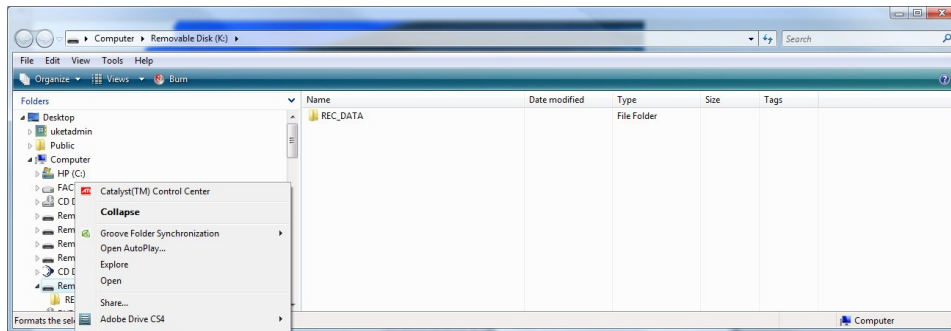 Computer ▸ Removable Disk (K:) ▸
Search
File Edit View Tools Help
Organize Views Burn
Folders
Name Date modified Type Size Tags
Desktop
REC_DATA File Folder
uketadmin
Public
Computer
HP (C:)
FAC
Catalyst(TM) Control Center
CD D
Collapse
Rem
Rem
Groove Folder Synchronization
Rem
Open AutoPlay...
Rem
Explore
CD D
Open
Rem
RE
Share...
Adobe Drive CS4
Formats the sel
Computer